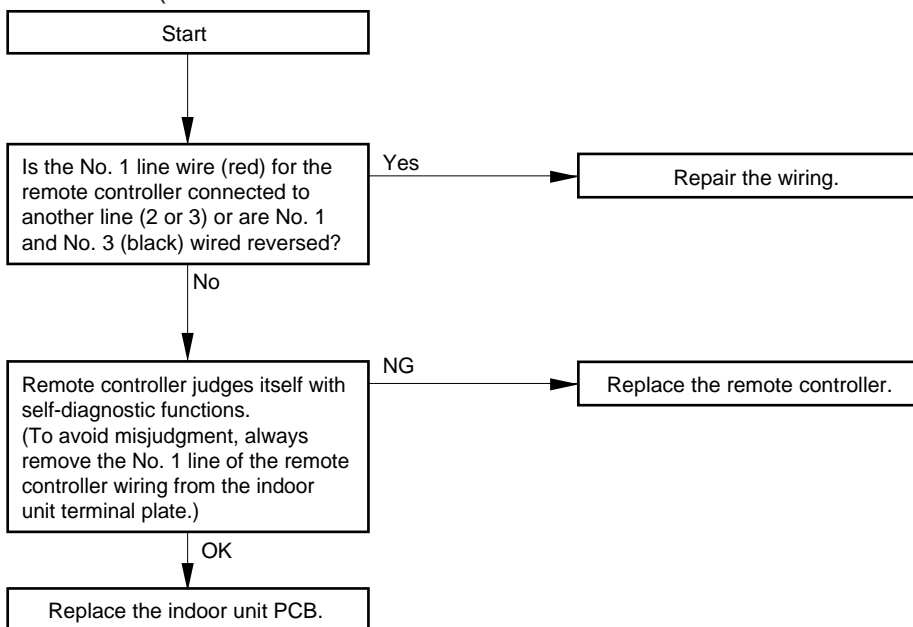 (
Start
Is the No. 1 line wire (red) for the
remote controller connected to
another line (2 or 3) or are No. 1
and No. 3 (black) wired reversed?
Yes
Repair the wiring.
No
Remote controller judges itself with
self-diagnostic functions.
(To avoid misjudgment, always
remove the No. 1 line of the remote
controller wiring from the indoor
unit terminal plate.)
NG
Replace the remote controller.
OK
Replace the indoor unit PCB.